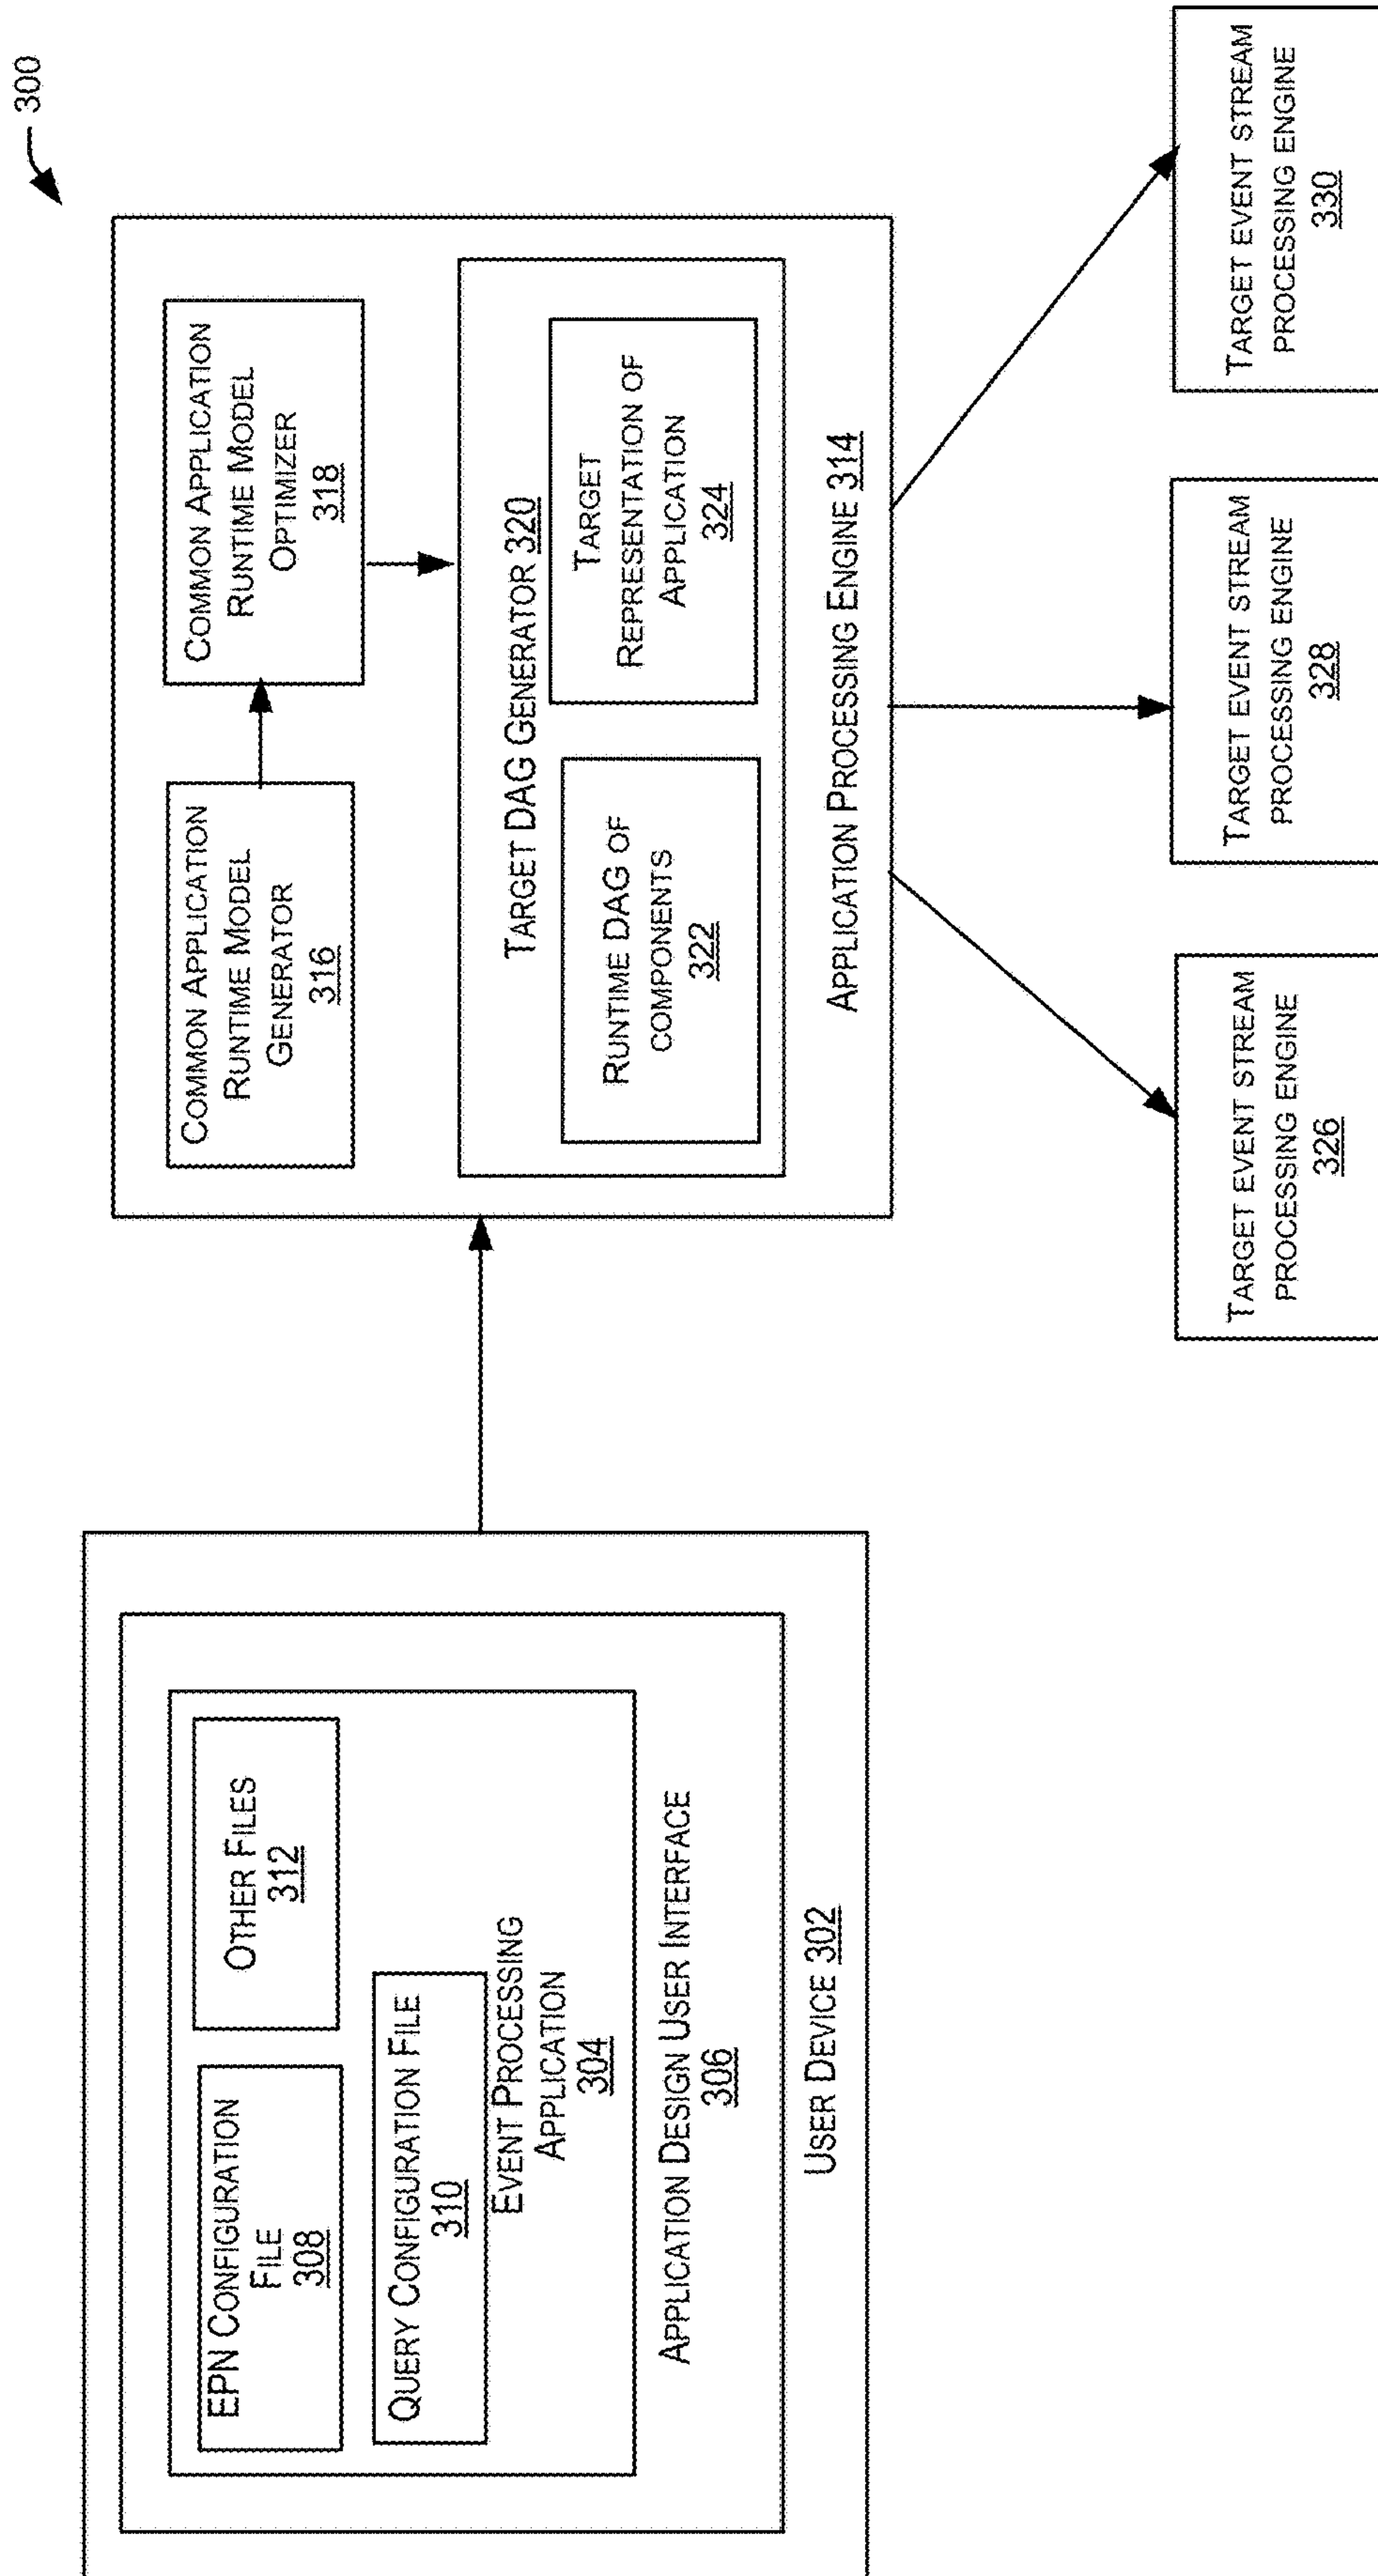 300
EPN CONFIGURATION
FILE
308
OTHER FILES
312
QUERY CONFIGURATION FILE
310
EVENT PROCESSING
APPLICATION
304
APPLICATION DESIGN USER INTERFACE
306
USER DEVICE 302
COMMON APPLICATION
RUNTIME MODEL
GENERATOR
316
COMMON APPLICATION
RUNTIME MODEL
OPTIMIZER
318
TARGET DAG GENERATOR 320
RUNTIME DAG OF
COMPONENTS
322
TARGET
REPRESENTATION OF
APPLICATION
324
APPLICATION PROCESSING ENGINE 314
TARGET EVENT STREAM
PROCESSING ENGINE
326
TARGET EVENT STREAM
PROCESSING ENGINE
328
TARGET EVENT STREAM
PROCESSING ENGINE
330